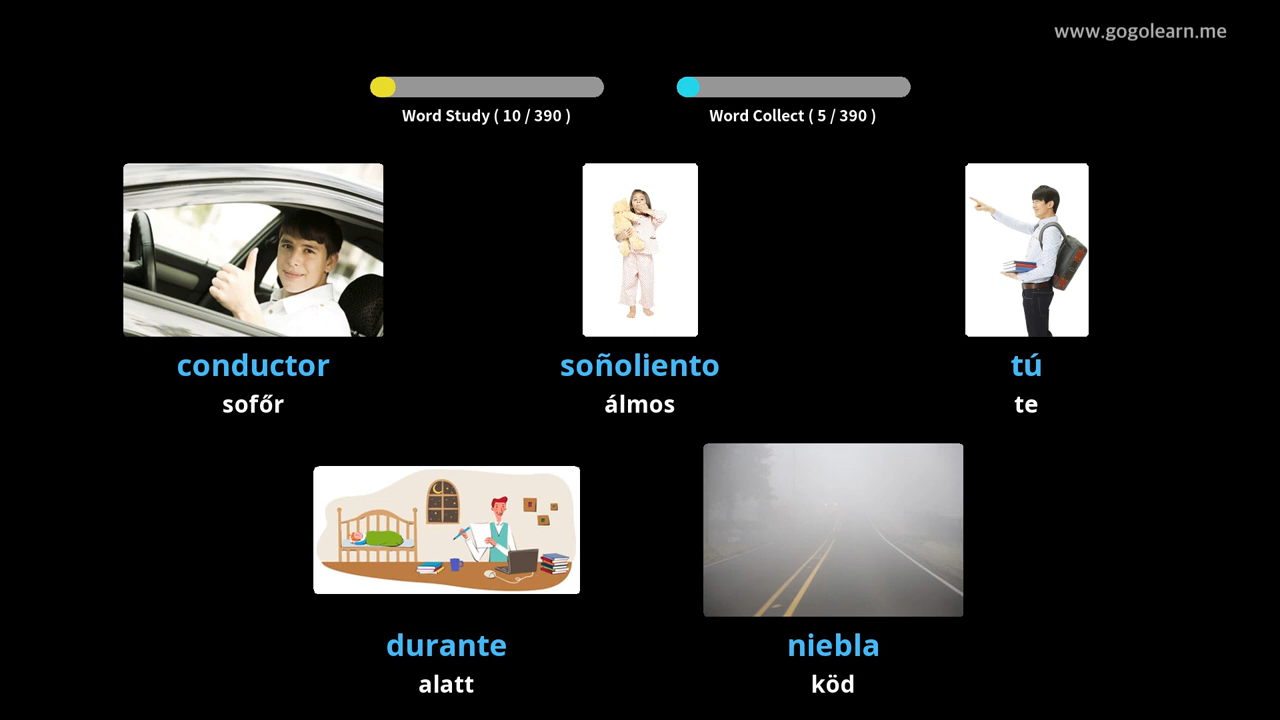 www.gogolearn.me
Word Study ( 10 / 390 )
Word Collect ( 5 / 390 )
conductor
sofőr
soñoliento
álmos
tú
te
durante
alatt
niebla
köd